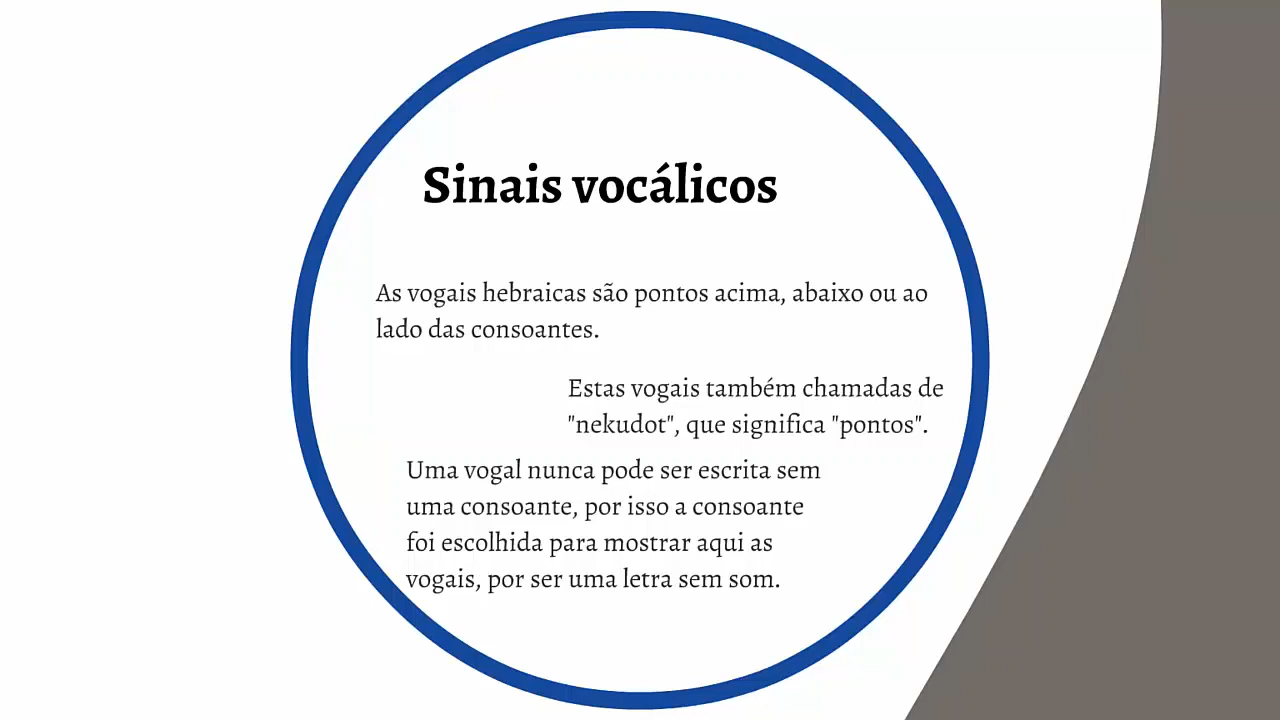 Sinais vocálicos
As vogais hebraicas são pontos acima, abaixo ou ao
lado das consoantes.
Estas vogais também chamadas de
"nekudot", que significa "pontos".
Uma vogal nunca pode ser escrita sem
uma consoante, por isso a consoante
foi escolhida para mostrar aqui as
vogais, por ser uma letra sem som.